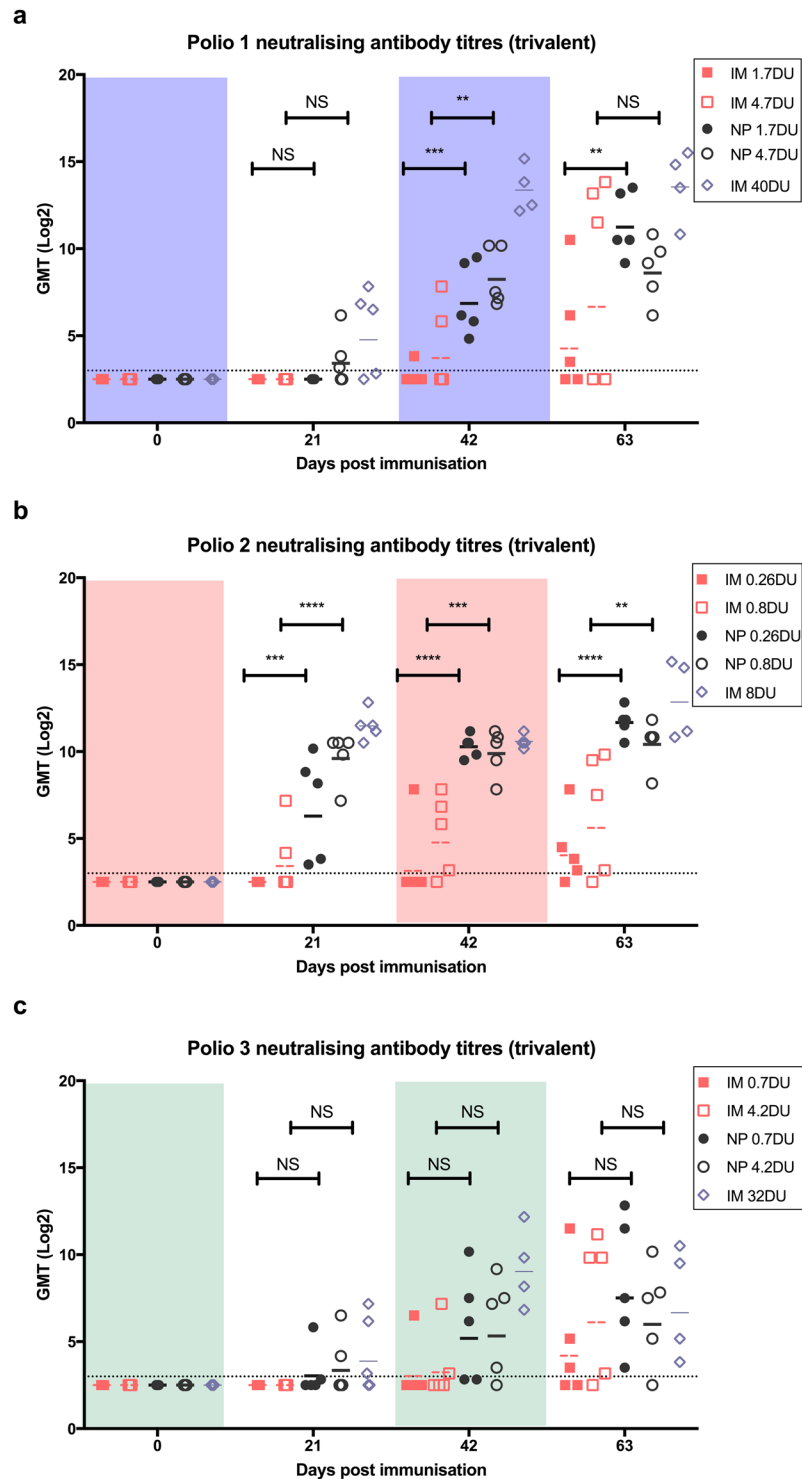 a
Polio 1 neutralising antibody titres (trivalent)
20
15
10
5
0
GMT (Log2)
NS
NS
**
***
NS
**
IM 1.7DU
IM 4.7DU
NP 1.7DU
NP 4.7DU
IM 40DU
0 21 42 63
Days post immunisation
b
Polio 2 neutralising antibody titres (trivalent)
20
15
10
5
0
GMT (Log2)
****
***
***
****
**
****
IM 0.26DU
IM 0.8DU
NP 0.26DU
NP 0.8DU
IM 8DU
0 21 42 63
Days post immunisation
c
Polio 3 neutralising antibody titres (trivalent)
20
15
10
5
0
GMT (Log2)
NS
NS
NS
NS
NS
NS
IM 0.7DU
IM 4.2DU
NP 0.7DU
NP 4.2DU
IM 32DU
0 21 42 63
Days post immunisation